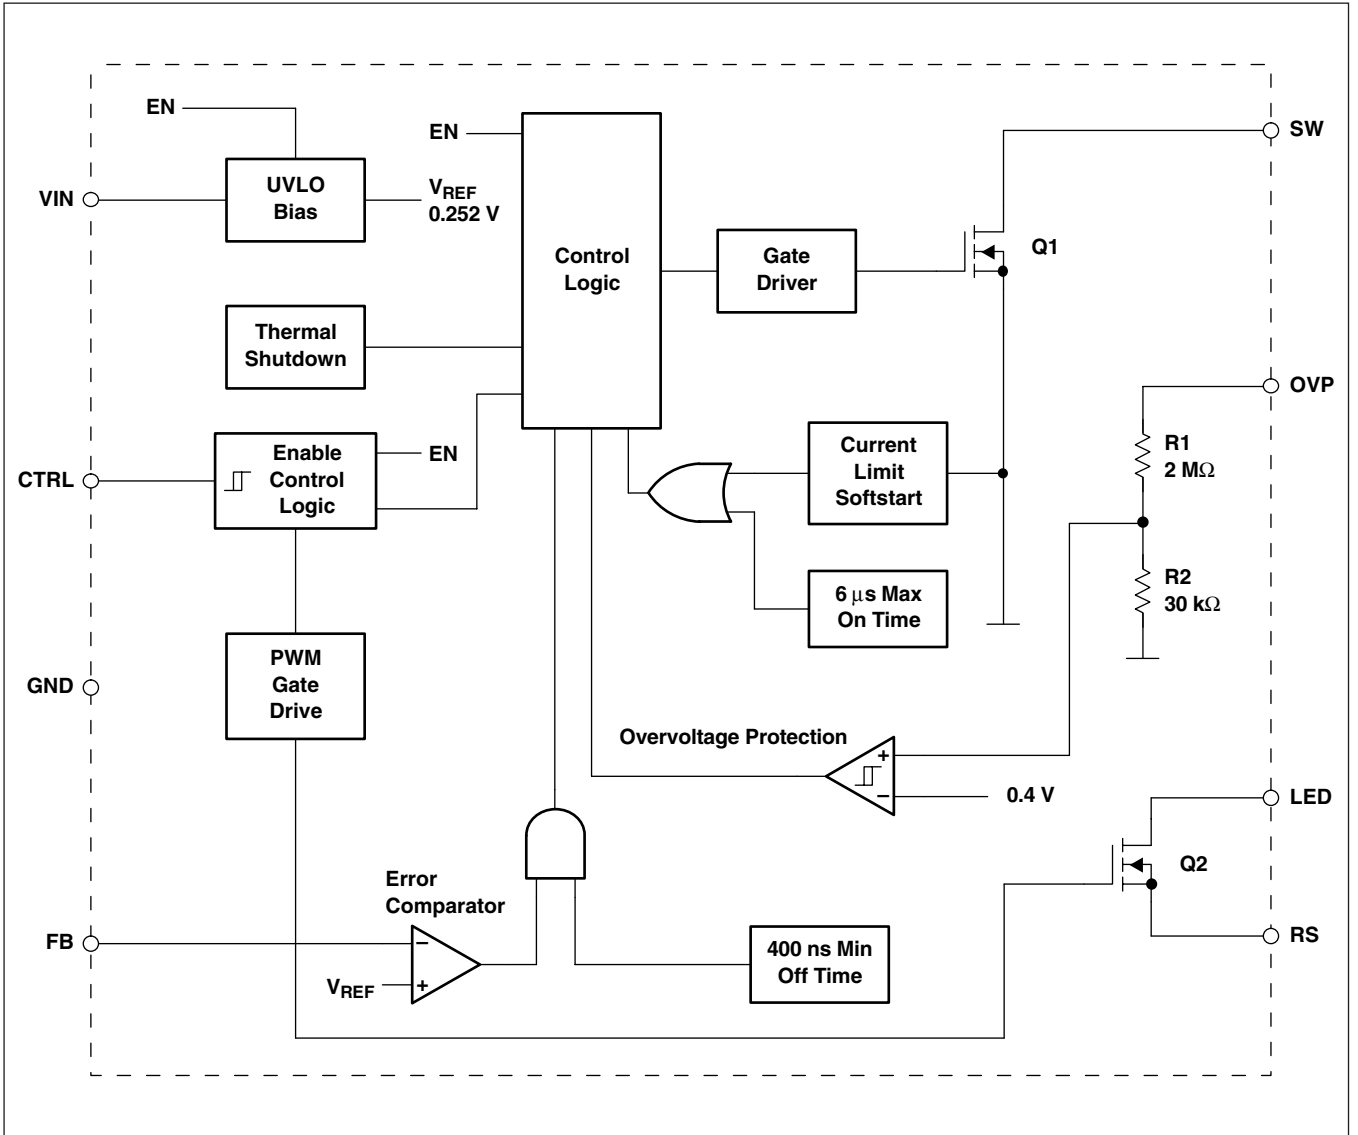 EN
EN
SW
VIN
UVLO
Bias
VREF
0.252 V
Control
Logic
Gate
Driver
Q1
Thermal
Shutdown
OVP
CTRL
Enable
Control
Logic
EN
Current
Limit
Softstart
R1
2 MΩ
R2
30 kΩ
6 μs Max
On Time
GND
PWM
Gate
Drive
Overvoltage Protection
+
−
0.4 V
LED
Q2
Error
Comparator
FB
−
+
VREF
400 ns Min
Off Time
RS